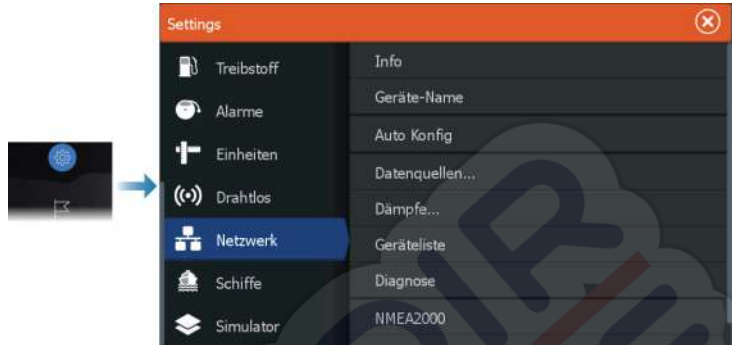 Settings
Treibstoff
Alarme
Einheiten
Drahtlos
Netzwerk
Schiffe
Simulator
Info
Geräte-Name
Auto Konfig
Datenquellen...
Dämpfe...
Geräteliste
Diagnose
NMEA2000